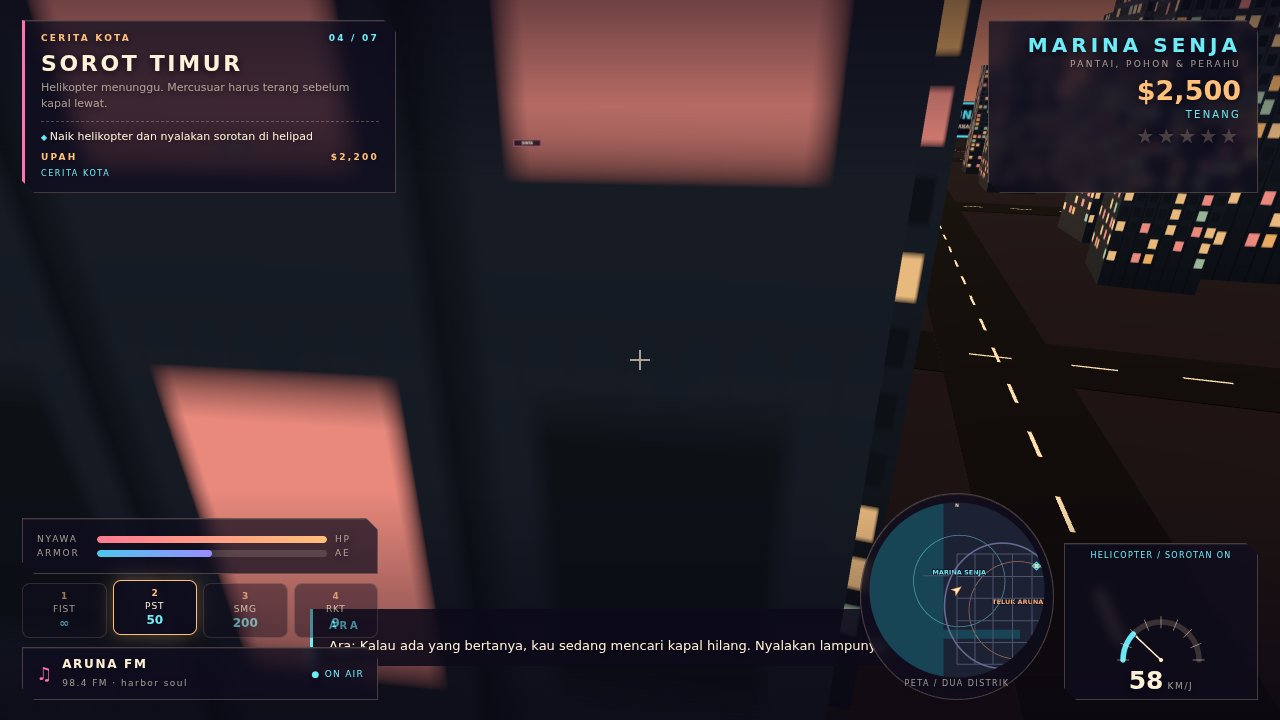 CERITA KOTA
04 / 07
SOROT TIMUR
Helikopter menunggu. Mercusuar harus terang sebelum
kapal lewat.
Naik helikopter dan nyalakan sorotan di helipad
UPAH
$2,200
CERITA KOTA
MARINA SENJA
PANTAI, POHON & PERAHU
$2,500
TENANG
NYAWA
HP
ARMOR
AE
1
FIST
∞
2
PST
50
3
SMG
200
4
RKT
ARUNA FM
98.4 FM · harbor soul
ON AIR
ARA
Ara: Kalau ada yang bertanya, kau sedang mencari kapal hilang. Nyalakan lampuny
N
MARINA SENJA
TELUK ARUNA
PETA / DUA DISTRIK
HELICOPTER / SOROTAN ON
58 KM/J